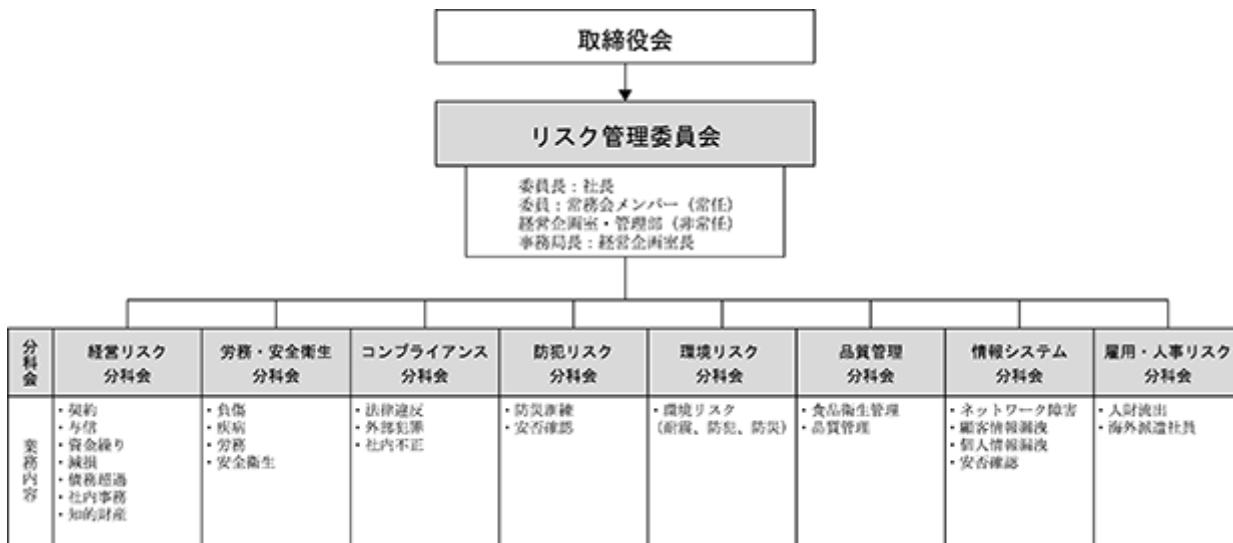 取締役会
リスク管理委員会
委員長：社長
委員：常務会メンバー（常任）
経営企画室・管理部（非常任）
事務局長：経営企画室長
分科会
経営リスク
分科会
労務・安全衛生
分科会
コンプライアンス
分科会
防犯リスク
分科会
環境リスク
分科会
品質管理
分科会
情報システム
分科会
雇用・人事リスク
分科会
業務内容
・契約
・与信
・資金繰り
・減損
・債務超過
・社内事務
・知的財産
・負傷
・疾病
・労務
・安全衛生
・法律違反
・外部犯罪
・社内不正
・防災訓練
・安否確認
・環境リスク
（耐震、防犯、防災）
・食品衛生管理
・品質管理
・ネットワーク障害
・顧客情報漏洩
・個人情報漏洩
・安否確認
・人財流出
・海外派遣社員